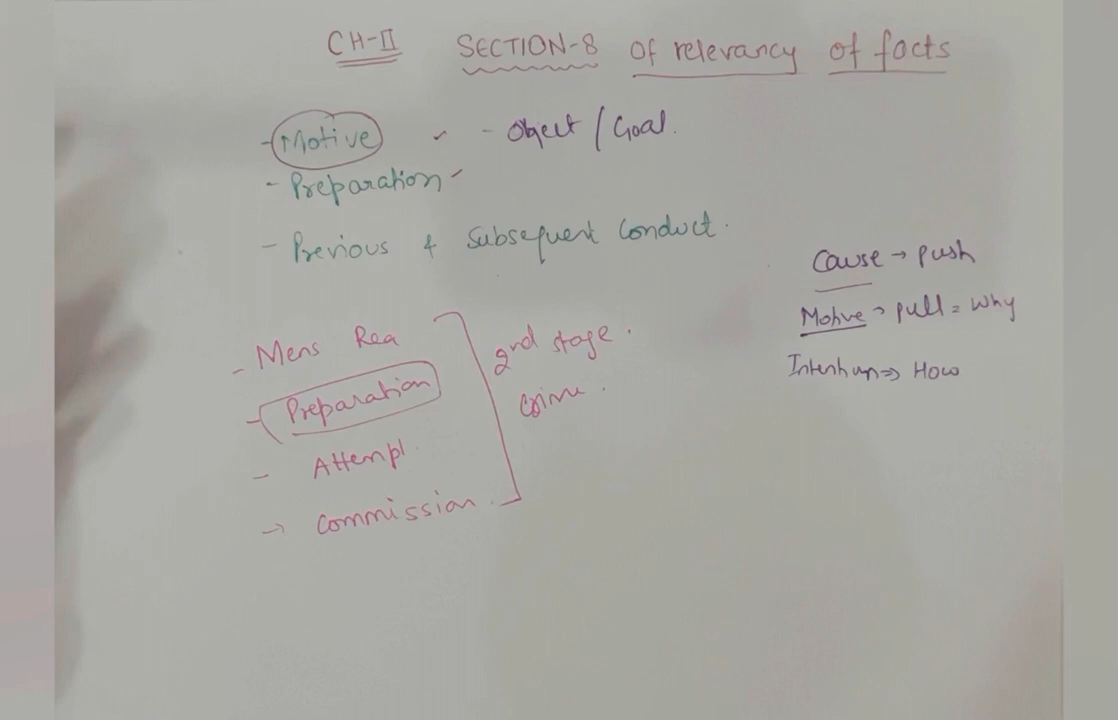 CH-II SECTION-8 of relevancy of facts
- Motive ✓ - Object / Goal.
- Preparation ✓
- Previous & Subsequent Conduct.
Cause → push
Motive → pull = Why
Intention ⇒ How
- Mens Rea
- Preparation
- Attempt
→ Commission
2nd stage.
Crime.